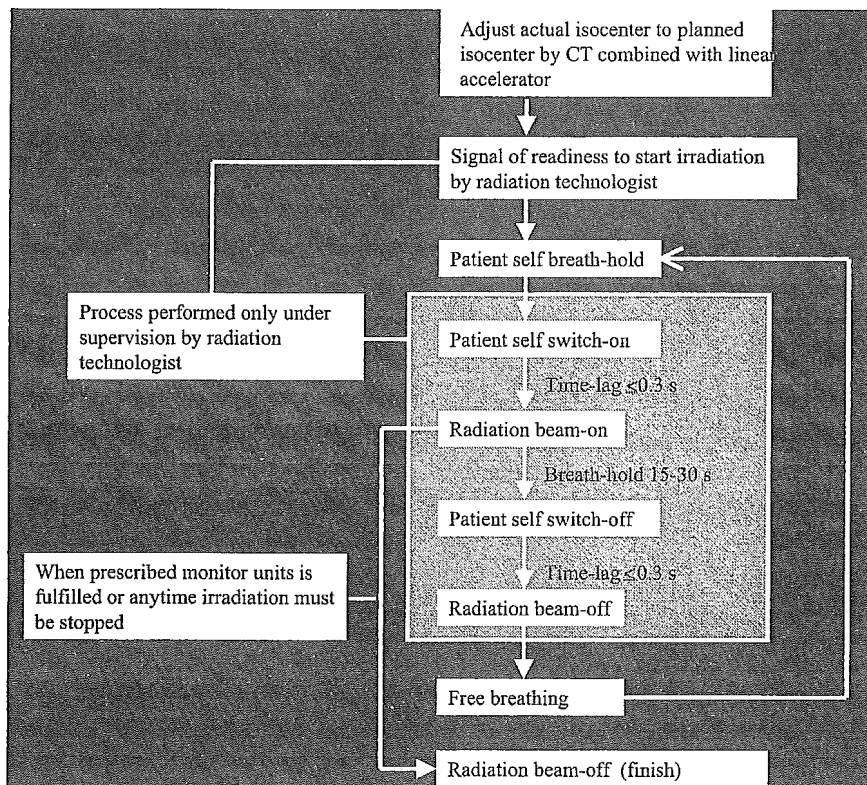 Adjust actual isocenter to planned
isocenter by CT combined with linear
accelerator
Signal of readiness to start irradiation
by radiation technologist
Patient self breath-hold
Process performed only under
supervision by radiation
technologist
Patient self switch-on
Time-lag ≤0.3 s
Radiation beam-on
Breath-hold 15-30 s
Patient self switch-off
Time-lag ≤0.3 s
When prescribed monitor units is
fulfilled or anytime irradiation must
be stopped
Radiation beam-off
Free breathing
Radiation beam-off (finish)